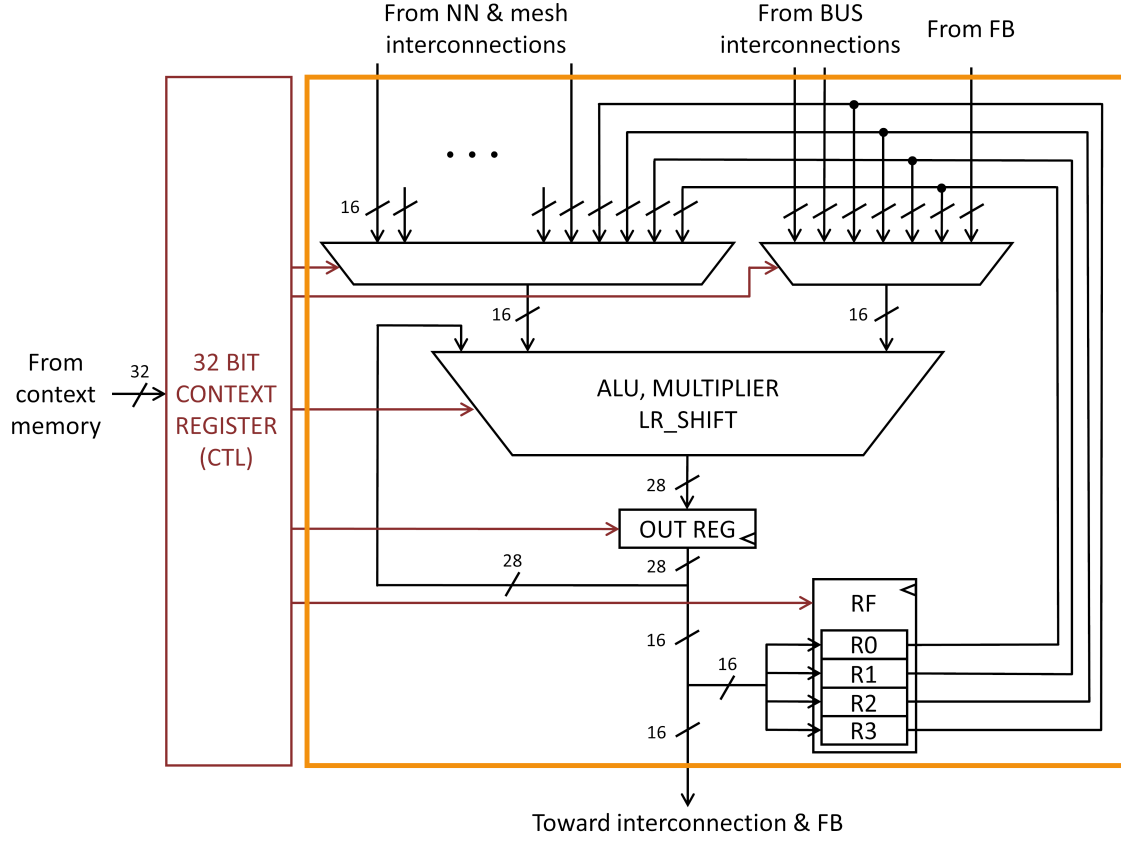 From NN & mesh
interconnections
From BUS
interconnections
From FB
16
16
16
From
context
memory
32
32 BIT
CONTEXT
REGISTER
(CTL)
ALU, MULTIPLIER
LR_SHIFT
28
OUT REG
28
28
RF
16
16
R0
R1
R2
R3
16
Toward interconnection & FB